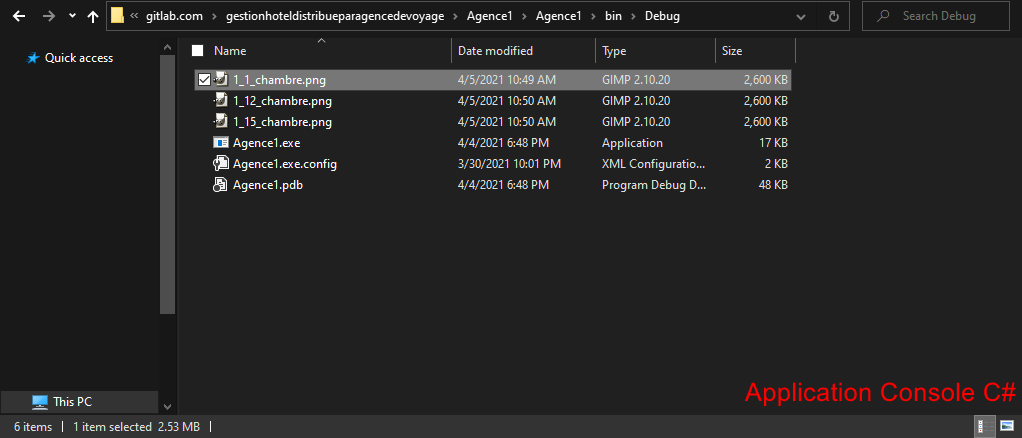 « gitlab.com > gestionhoteldistribueparagencedevoyage > Agence1 > Agence1 > bin > Debug
Search Debug
Quick access
This PC
Name Date modified Type Size
1_1_chambre.png 4/5/2021 10:49 AM GIMP 2.10.20 2,600 KB
1_12_chambre.png 4/5/2021 10:50 AM GIMP 2.10.20 2,600 KB
1_15_chambre.png 4/5/2021 10:50 AM GIMP 2.10.20 2,600 KB
Agence1.exe 4/4/2021 6:48 PM Application 17 KB
Agence1.exe.config 3/30/2021 10:01 PM XML Configuratio... 2 KB
Agence1.pdb 4/4/2021 6:48 PM Program Debug D... 48 KB
Application Console C#
6 items 1 item selected 2.53 MB